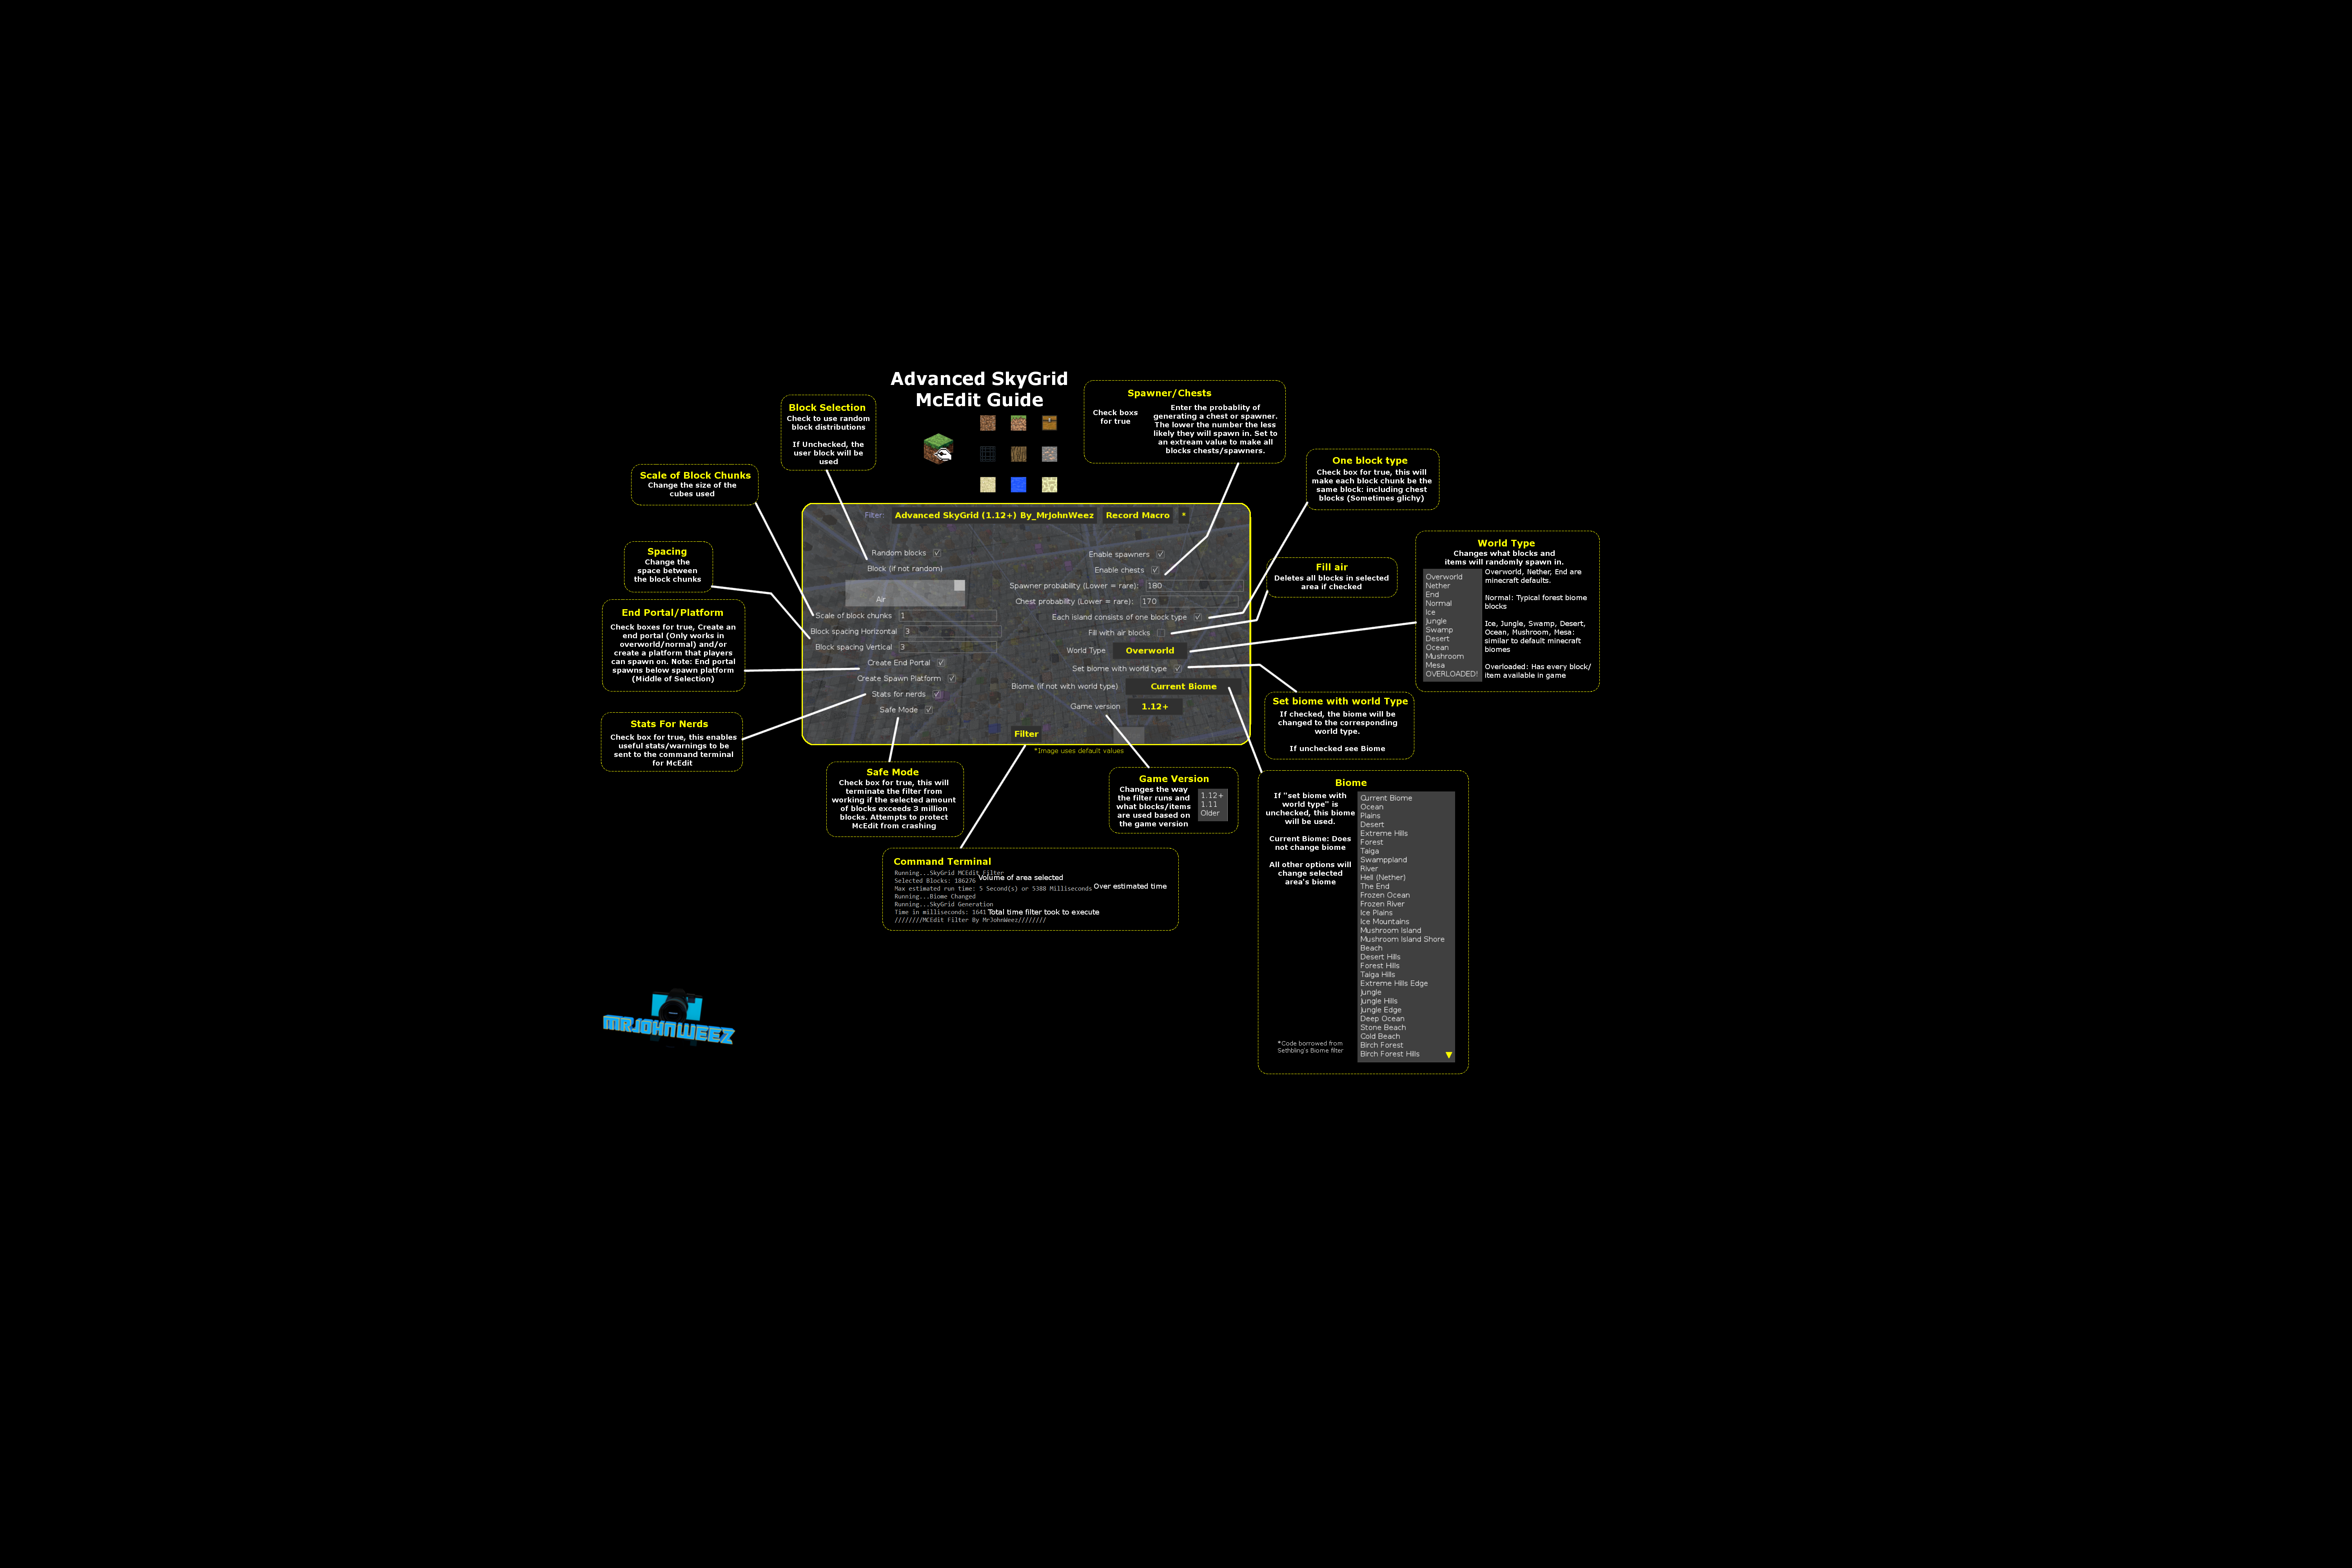 Advanced SkyGrid
McEdit Guide
Block Selection
Check to use random
block distributions
If Unchecked, the
user block will be
used
Spawner/Chests
Check boxs
for true
Enter the probablity of
generating a chest or spawner.
The lower the number the less
likely they will spawn in. Set to
an extream value to make all
blocks chests/spawners.
Scale of Block Chunks
Change the size of the
cubes used
One block type
Check box for true, this will
make each block chunk be the
same block: including chest
blocks (Sometimes glichy)
Spacing
Change the
space between
the block chunks
Fill air
Deletes all blocks in selected
area if checked
World Type
Changes what blocks and
items will randomly spawn in.
Overworld
Nether
End
Normal
Ice
Jungle
Swamp
Desert
Ocean
Mushroom
Mesa
OVERLOADED!
Overworld, Nether, End are
minecraft defaults.
Normal: Typical forest biome
blocks
Ice, Jungle, Swamp, Desert,
Ocean, Mushroom, Mesa:
similar to default minecraft
biomes
Overloaded: Has every block/
item available in game
End Portal/Platform
Check boxes for true, Create an
end portal (Only works in
overworld/normal) and/or
create a platform that players
can spawn on. Note: End portal
spawns below spawn platform
(Middle of Selection)
Stats For Nerds
Check box for true, this enables
useful stats/warnings to be
sent to the command terminal
for McEdit
Filter: Advanced SkyGrid (1.12+) By_MrJohnWeez Record Macro *
Random blocks
Block (if not random)
Air
Scale of block chunks 1
Block spacing Horizontal 3
Block spacing Vertical 3
Create End Portal
Create Spawn Platform
Stats for nerds
Safe Mode
Enable spawners
Enable chests
Spawner probability (Lower = rare): 180
Chest probability (Lower = rare): 170
Each island consists of one block type
Fill with air blocks
World Type Overworld
Set biome with world type
Biome (if not with world type) Current Biome
Game version 1.12+
Filter
*Image uses default values
Set biome with world Type
If checked, the biome will be
changed to the corresponding
world type.
If unchecked see Biome
Safe Mode
Check box for true, this will
terminate the filter from
working if the selected amount
of blocks exceeds 3 million
blocks. Attempts to protect
McEdit from crashing
Game Version
Changes the way
the filter runs and
what blocks/items
are used based on
the game version
1.12+
1.11
Older
Biome
If "set biome with
world type" is
unchecked, this biome
will be used.
Current Biome: Does
not change biome
All other options will
change selected
area's biome
*Code borrowed from
Sethbling's Biome filter
Current Biome
Ocean
Plains
Desert
Extreme Hills
Forest
Taiga
Swamppland
River
Hell (Nether)
The End
Frozen Ocean
Frozen River
Ice Plains
Ice Mountains
Mushroom Island
Mushroom Island Shore
Beach
Desert Hills
Forest Hills
Taiga Hills
Extreme Hills Edge
Jungle
Jungle Hills
Jungle Edge
Deep Ocean
Stone Beach
Cold Beach
Birch Forest
Birch Forest Hills
Command Terminal
Running...SkyGrid MCEdit Filter
Selected Blocks: 186276 Volume of area selected
Max estimated run time: 5 Second(s) or 5388 Milliseconds Over estimated time
Running...Biome Changed
Running...SkyGrid Generation
Time in milliseconds: 1641 Total time filter took to execute
////////MCEdit Filter By MrJohnWeez////////
MRJOHNWEEZ